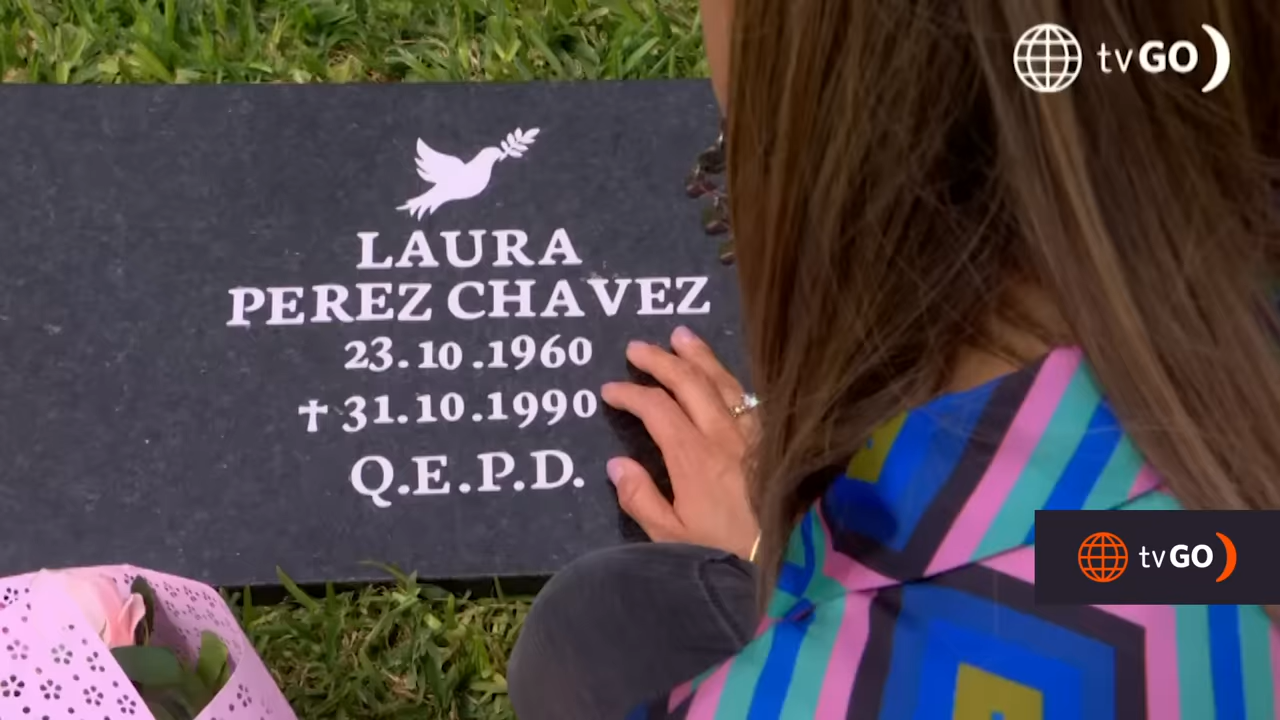 tvGO
LAURA
PEREZ CHAVEZ
23.10.1960
✝31.10.1990
Q.E.P.D.
tvGO